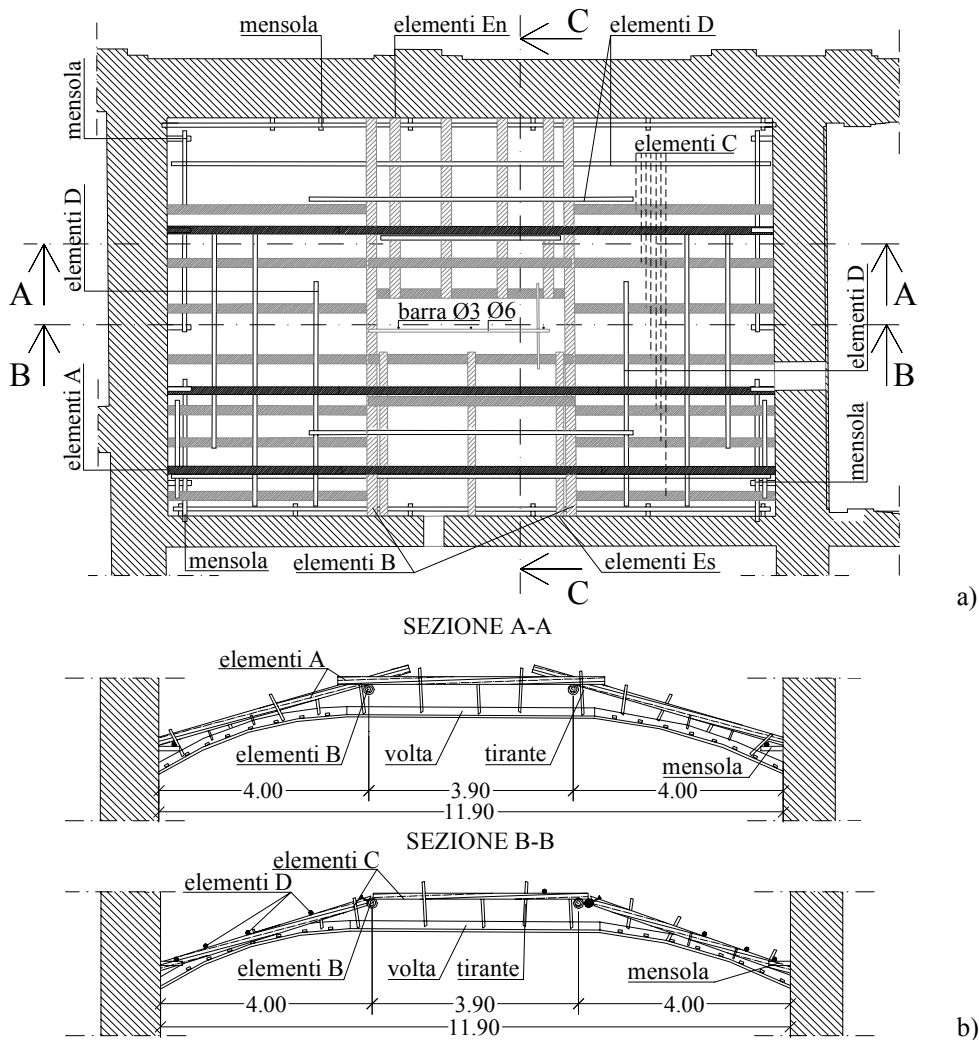 mensola
elementi En
C
elementi D
mensola
elementi C
elementi D
A
A
barra Ø3
Ø6
elementi D
B
B
elementi A
mensola
mensola
elementi B
elementi Es
C
a)
SEZIONE A-A
elementi A
elementi B
volta
tirante
mensola
4.00
3.90
4.00
11.90
SEZIONE B-B
elementi C
elementi D
elementi B
volta
tirante
mensola
4.00
3.90
4.00
11.90
b)